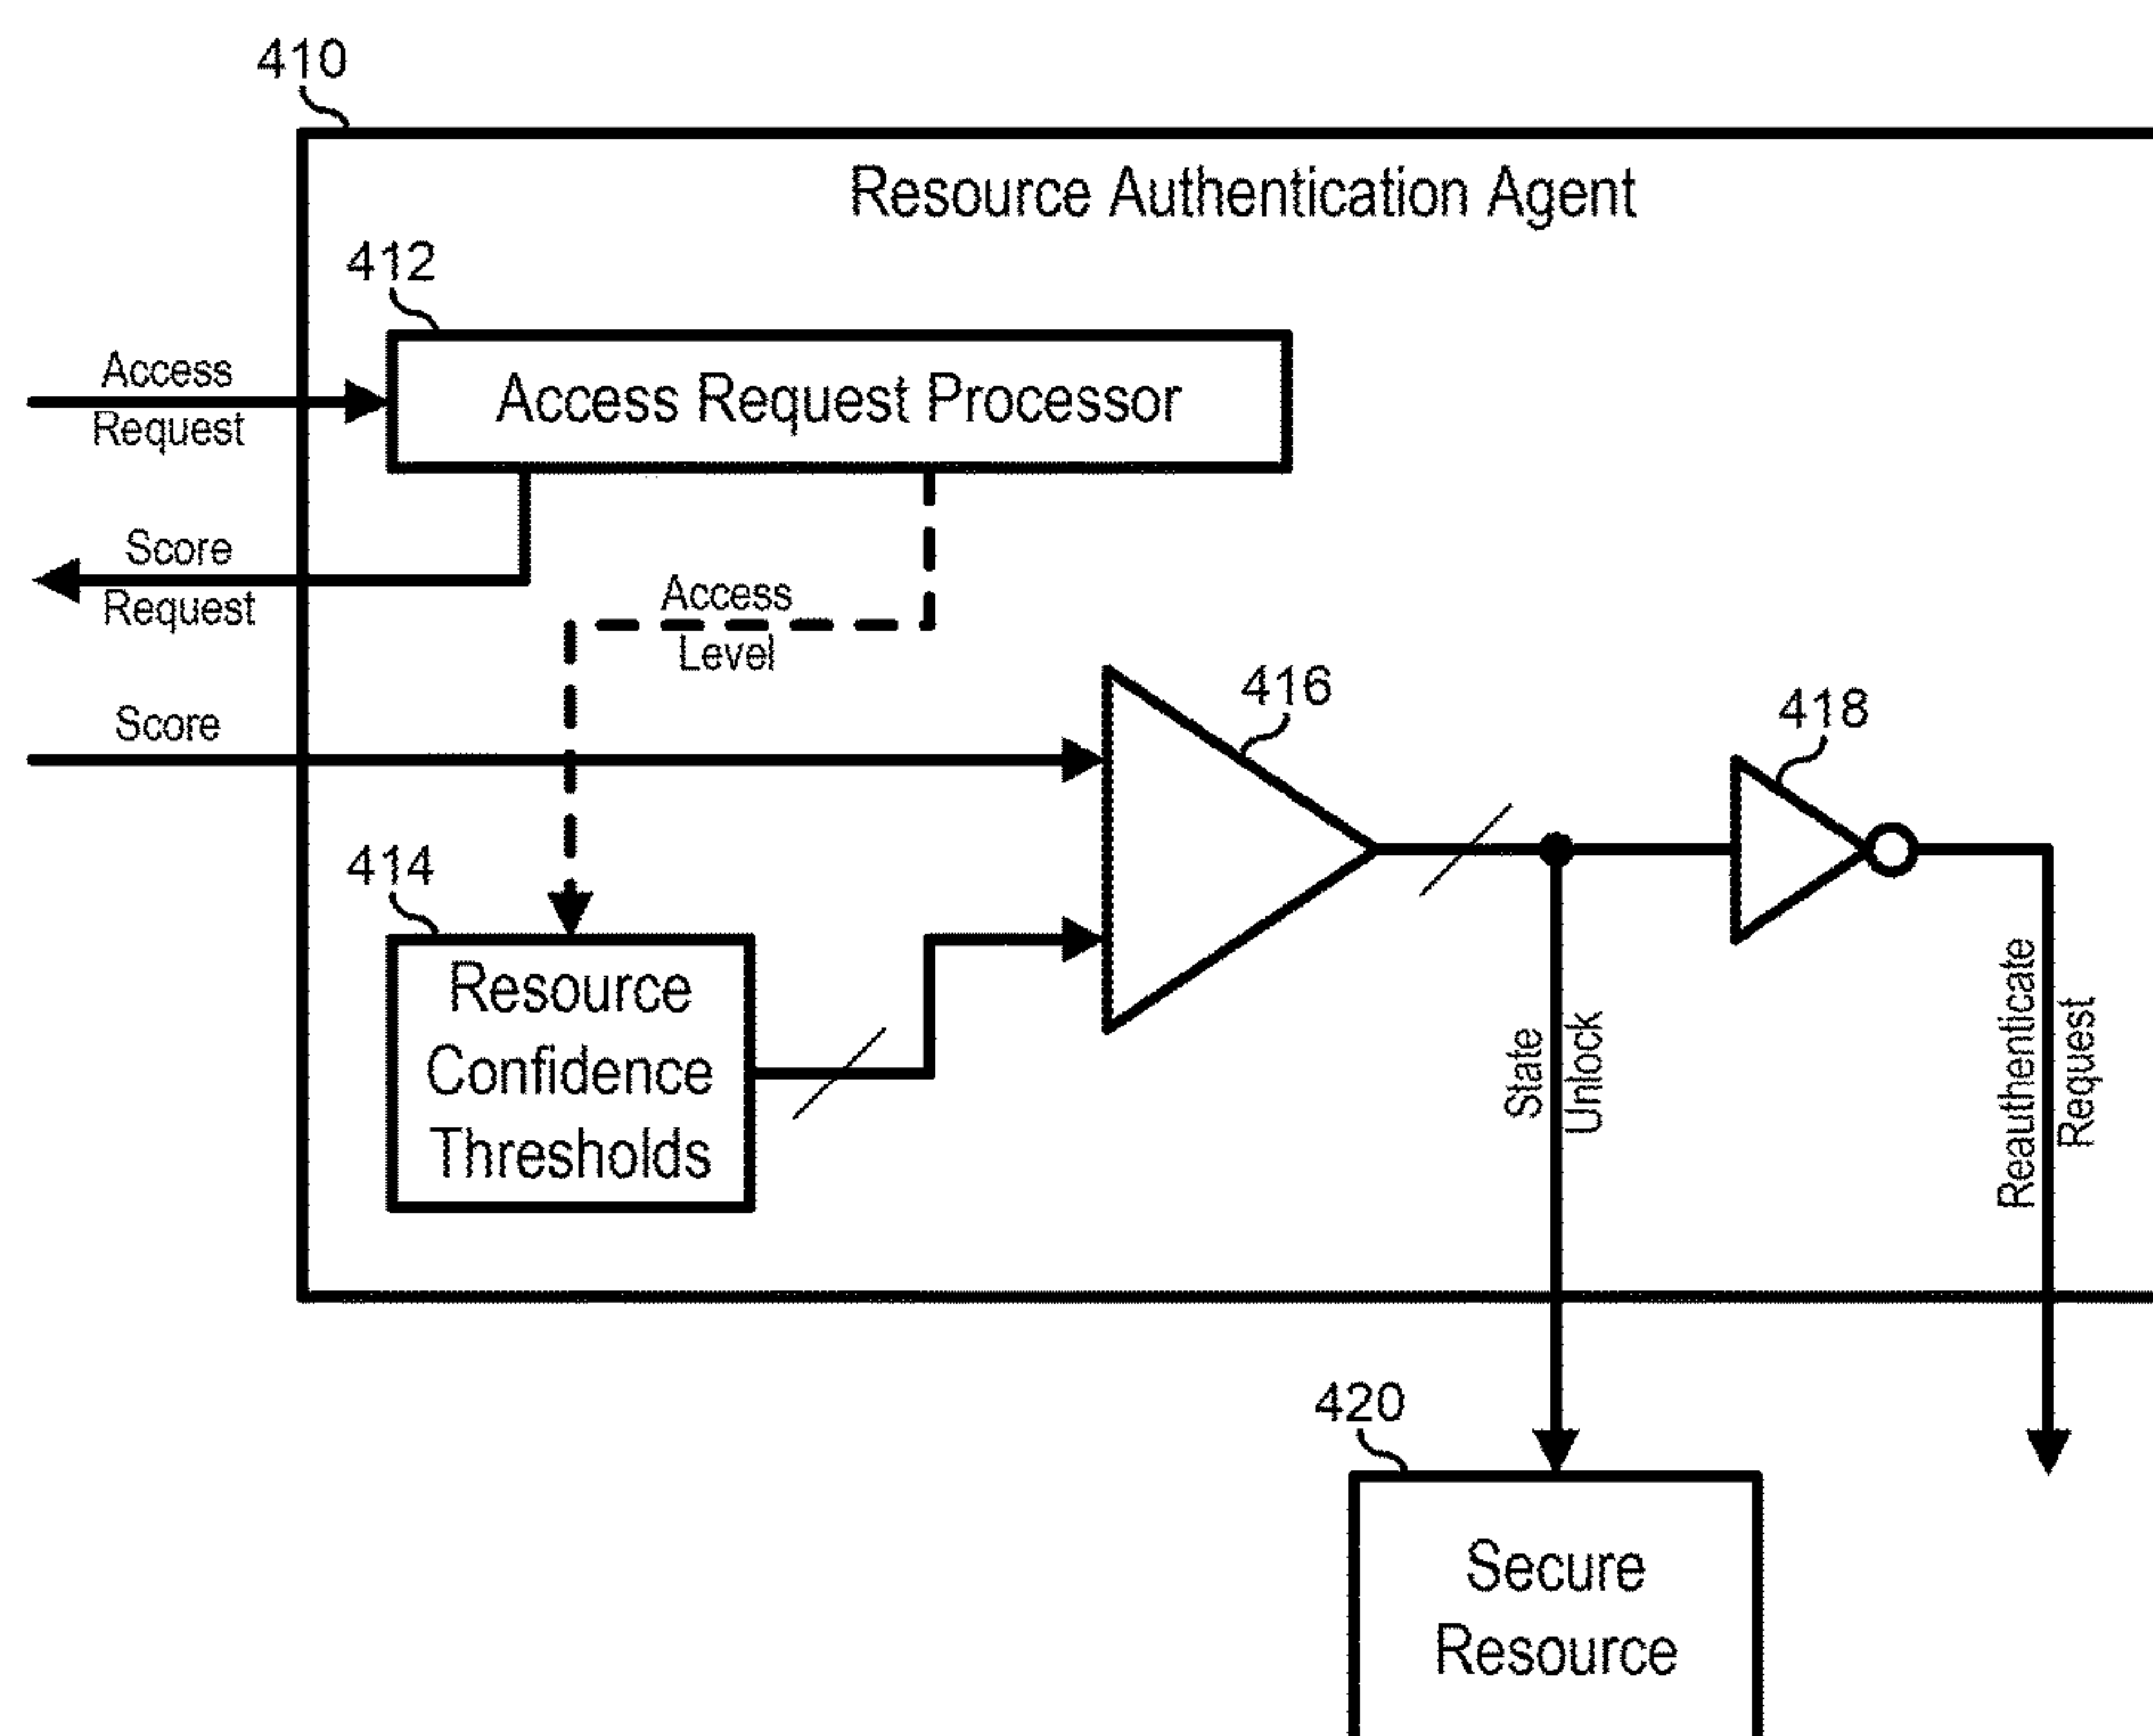 410
Resource Authentication Agent
412
Access
Request
Access Request Processor
Score
Request
Access
Level
Score
416
418
414
Resource
Confidence
Thresholds
State
Unlock
Reauthenticate
Request
420
Secure
Resource